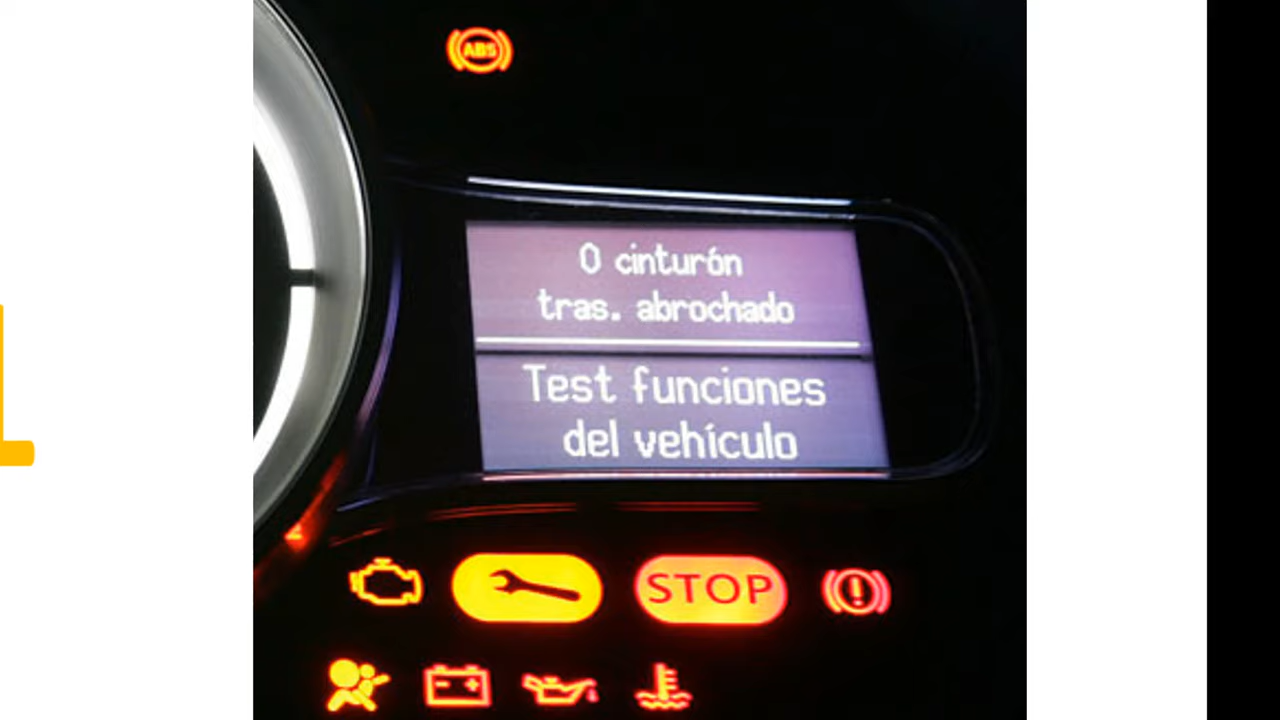 ABS
0 cinturón
tras. abrochado
Test funciones
del vehículo
STOP